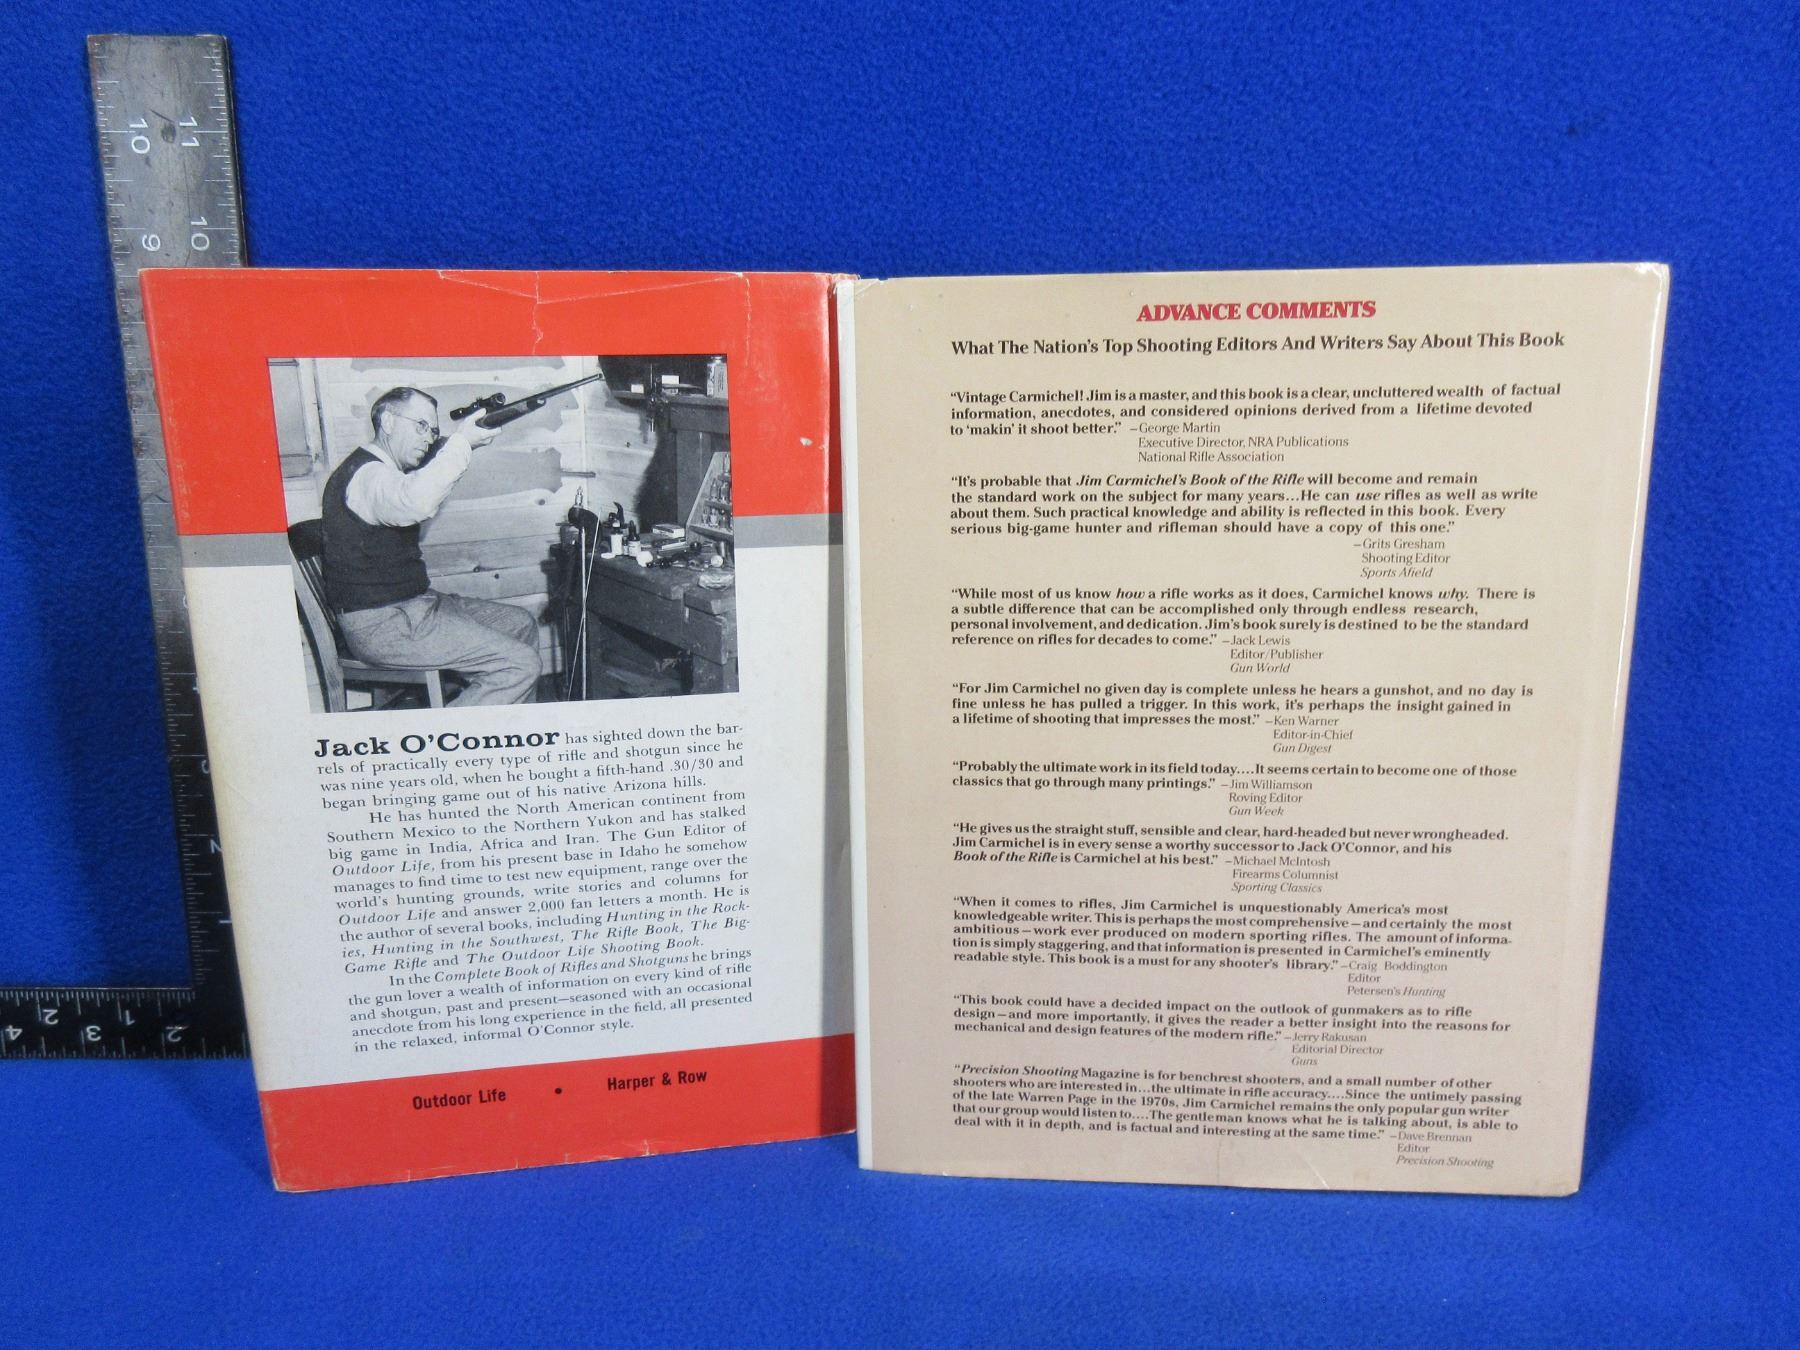 10 11
9 10
Jack O'Connor has sighted down the bar-
rels of practically every type of rifle and shotgun since he
was nine years old, when he bought a fifth-hand .30/30 and
began bringing game out of his native Arizona hills.
He has hunted the North American continent from
Southern Mexico to the Northern Yukon and has stalked
big game in India, Africa and Iran. The Gun Editor of
Outdoor Life, from his present base in Idaho he somehow
manages to find time to test new equipment, range over the
world's hunting grounds, write stories and columns for
Outdoor Life and answer 2,000 fan letters a month. He is
the author of several books, including Hunting in the Rock-
ies, Hunting in the Southwest, The Rifle Book, The Big-
Game Rifle and The Outdoor Life Shooting Book.
In the Complete Book of Rifles and Shotguns he brings
the gun lover a wealth of information on every kind of rifle
and shotgun, past and present—seasoned with an occasional
anecdote from his long experience in the field, all presented
in the relaxed, informal O'Connor style.
Outdoor Life • Harper & Row
ADVANCE COMMENTS
What The Nation's Top Shooting Editors And Writers Say About This Book
"Vintage Carmichel! Jim is a master, and this book is a clear, uncluttered wealth of factual
information, anecdotes, and considered opinions derived from a lifetime devoted
to 'makin' it shoot better." —George Martin
Executive Director, NRA Publications
National Rifle Association
"It's probable that Jim Carmichel's Book of the Rifle will become and remain
the standard work on the subject for many years...He can use rifles as well as write
about them. Such practical knowledge and ability is reflected in this book. Every
serious big-game hunter and rifleman should have a copy of this one."
—Grits Gresham
Shooting Editor
Sports Afield
"While most of us know how a rifle works as it does, Carmichel knows why. There is
a subtle difference that can be accomplished only through endless research,
personal involvement, and dedication. Jim's book surely is destined to be the standard
reference on rifles for decades to come." —Jack Lewis
Editor/Publisher
Gun World
"For Jim Carmichel no given day is complete unless he hears a gunshot, and no day is
fine unless he has pulled a trigger. In this work, it's perhaps the insight gained in
a lifetime of shooting that impresses the most." —Ken Warner
Editor-in-Chief
Gun Digest
"Probably the ultimate work in its field today....It seems certain to become one of those
classics that go through many printings." —Jim Williamson
Roving Editor
Gun Week
"He gives us the straight stuff, sensible and clear, hard-headed but never wrongheaded.
Jim Carmichel is in every sense a worthy successor to Jack O'Connor, and his
Book of the Rifle is Carmichel at his best." —Michael McIntosh
Firearms Columnist
Sporting Classics
"When it comes to rifles, Jim Carmichel is unquestionably America's most
knowledgeable writer. This is perhaps the most comprehensive—and certainly the most
ambitious—work ever produced on modern sporting rifles. The amount of informa-
tion is simply staggering, and that information is presented in Carmichel's eminently
readable style. This book is a must for any shooter's library." —Craig Boddington
Editor
Petersen's Hunting
"This book could have a decided impact on the outlook of gunmakers as to rifle
design—and more importantly, it gives the reader a better insight into the reasons for
mechanical and design features of the modern rifle." —Jerry Rakusan
Editorial Director
Guns
"Precision Shooting Magazine is for benchrest shooters, and a small number of other
shooters who are interested in...the ultimate in rifle accuracy....Since the untimely passing
of the late Warren Page in the 1970s, Jim Carmichel remains the only popular gun writer
that our group would listen to....The gentleman knows what he is talking about, is able to
deal with it in depth, and is factual and interesting at the same time." —Dave Brennan
Editor
Precision Shooting
2 1
4 3 2